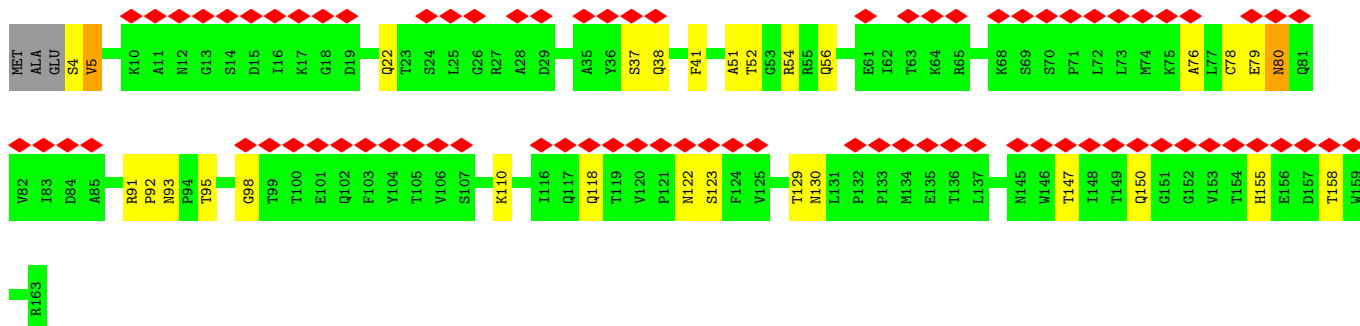 MET ALA GLU S4 V5 K10 A11 N12 G13 S14 D15 I16 K17 G18 D19 Q22 T23 S24 L25 G26 R27 A28 D29 A35 Y36 S37 Q38 F41 A51 T52 G53 R54 R55 Q56 E61 I62 T63 K64 R65 K68 S69 S70 P71 L72 L73 M74 K75 A76 L77 C78 E79 N80 Q81
V82 I83 D84 A85 R91 P92 N93 P94 T95 G98 T99 T100 E101 Q102 F103 Y104 T105 V106 S107 K110 I116 Q117 Q118 T119 V120 P121 N122 S123 F124 V125 T129 N130 L131 P132 P133 M134 E135 T136 L137 N145 W146 T147 I148 T149 Q150 G151 G152 V153 T154 H155 E156 D157 T158 W159
R163